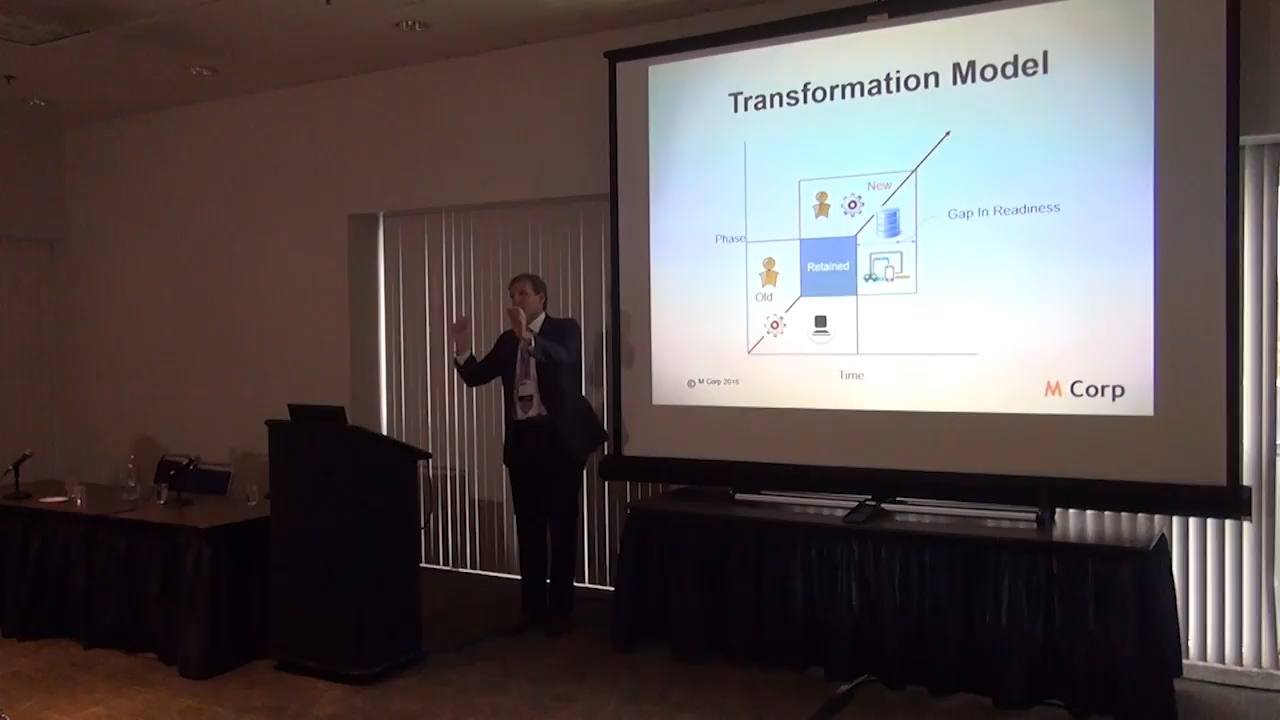 Transformation Model
New
Gap In Readiness
Phase
Retained
Old
Time
© M Corp 2016
M Corp